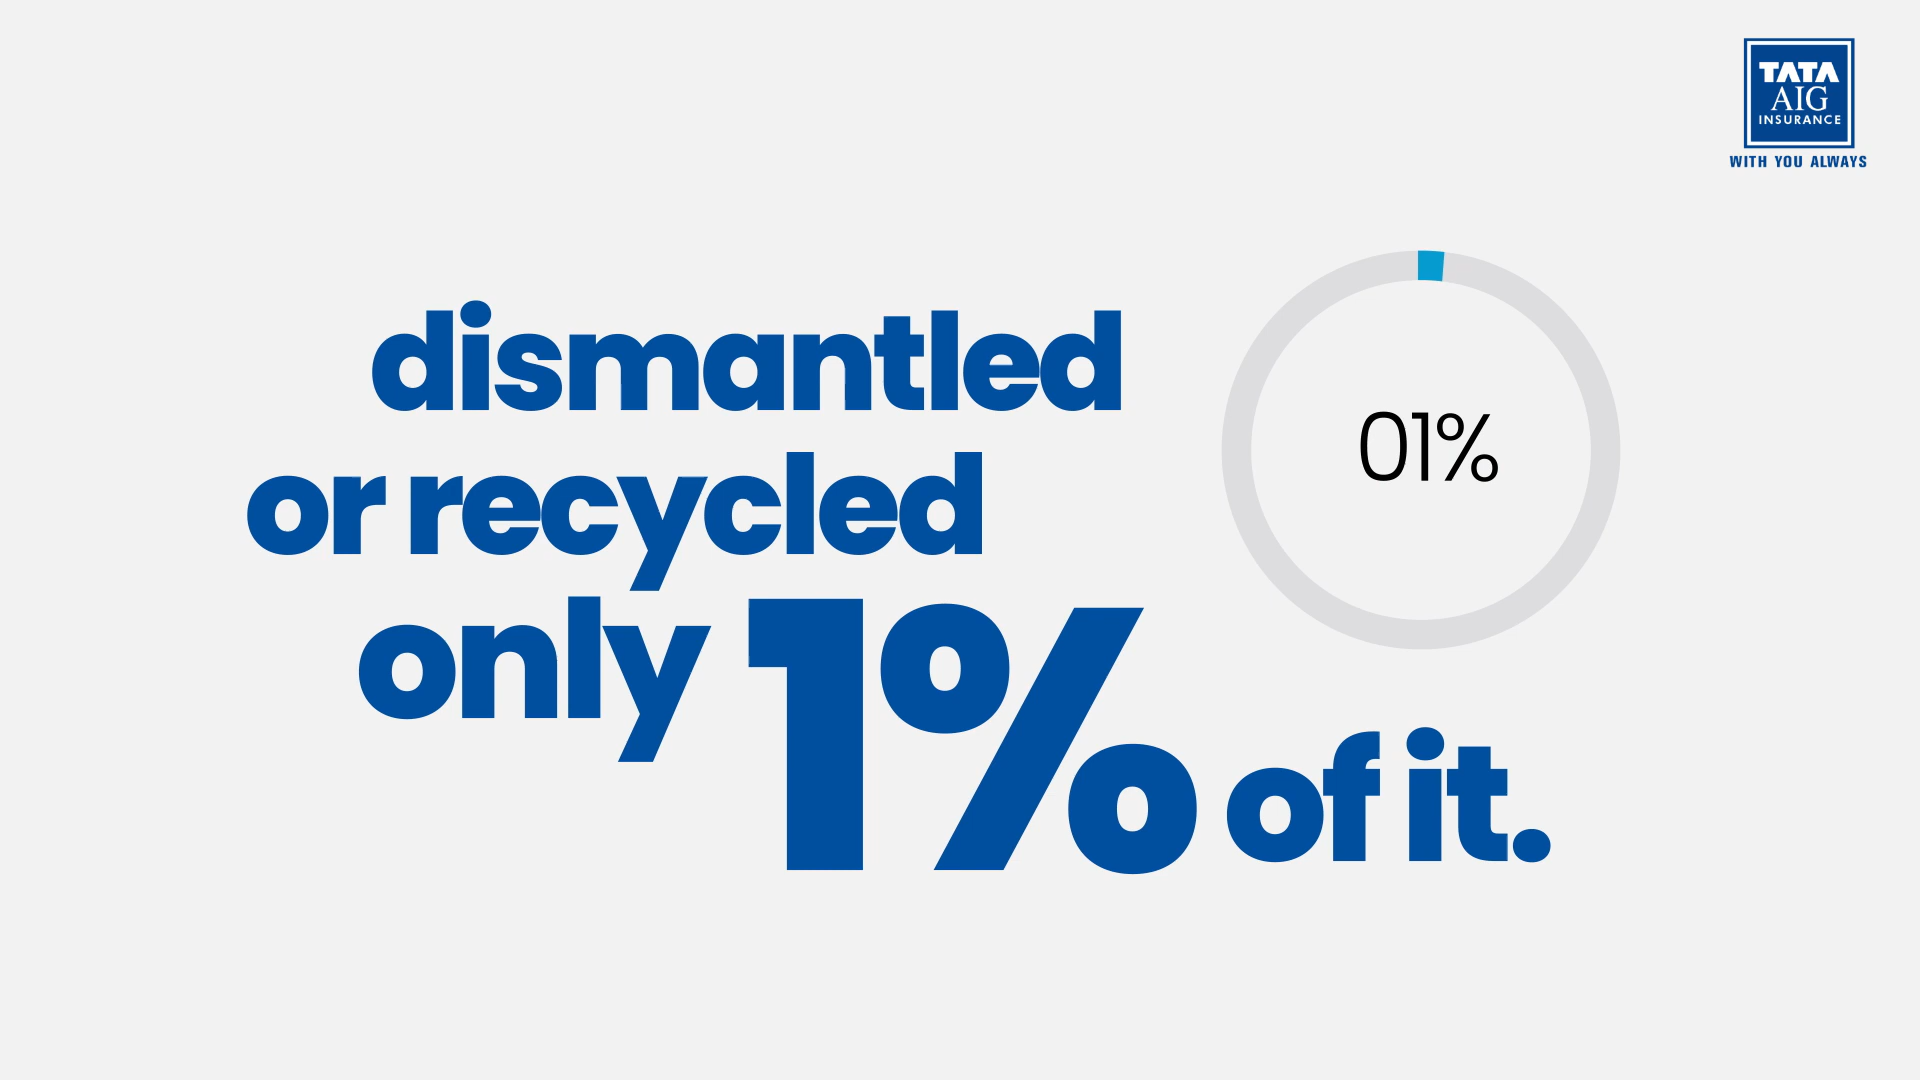 TATA
AIG
INSURANCE
WITH YOU ALWAYS
dismantled
or recycled
only 1% of it.
01%